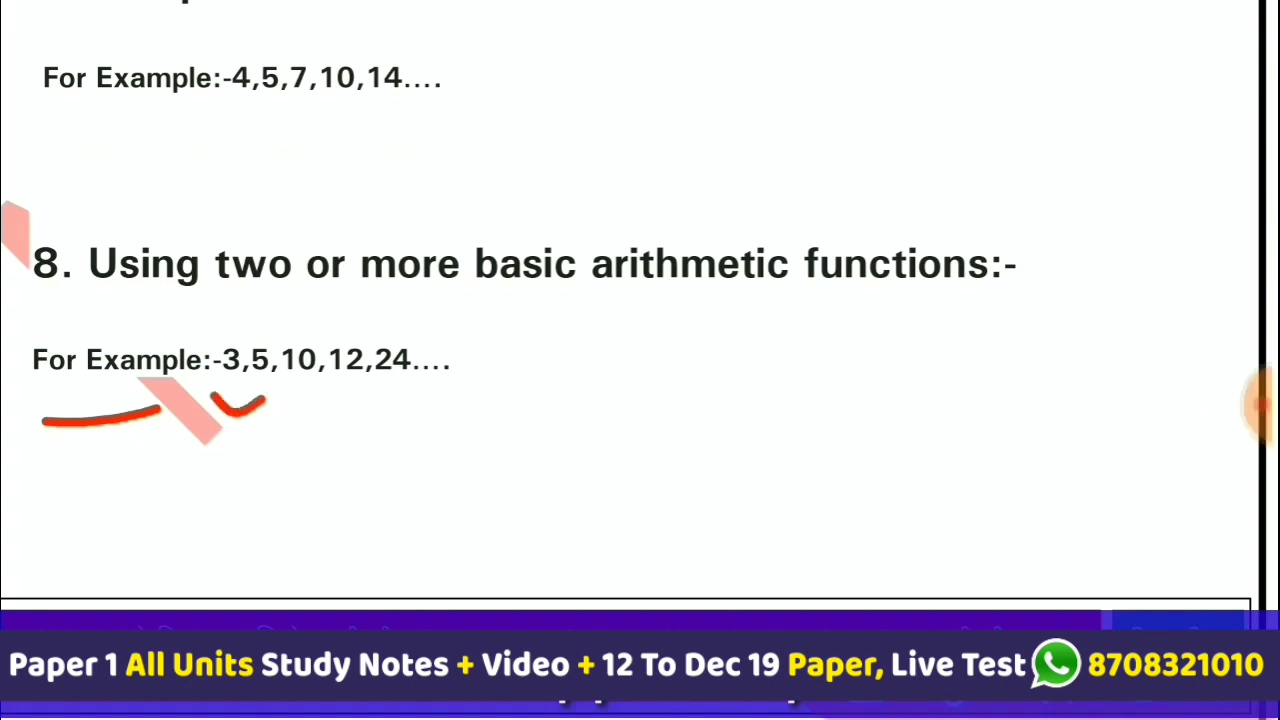 For Example:-4,5,7,10,14....
8. Using two or more basic arithmetic functions:-
For Example:-3,5,10,12,24....
Paper 1 All Units Study Notes + Video + 12 To Dec 19 Paper, Live Test 8708321010